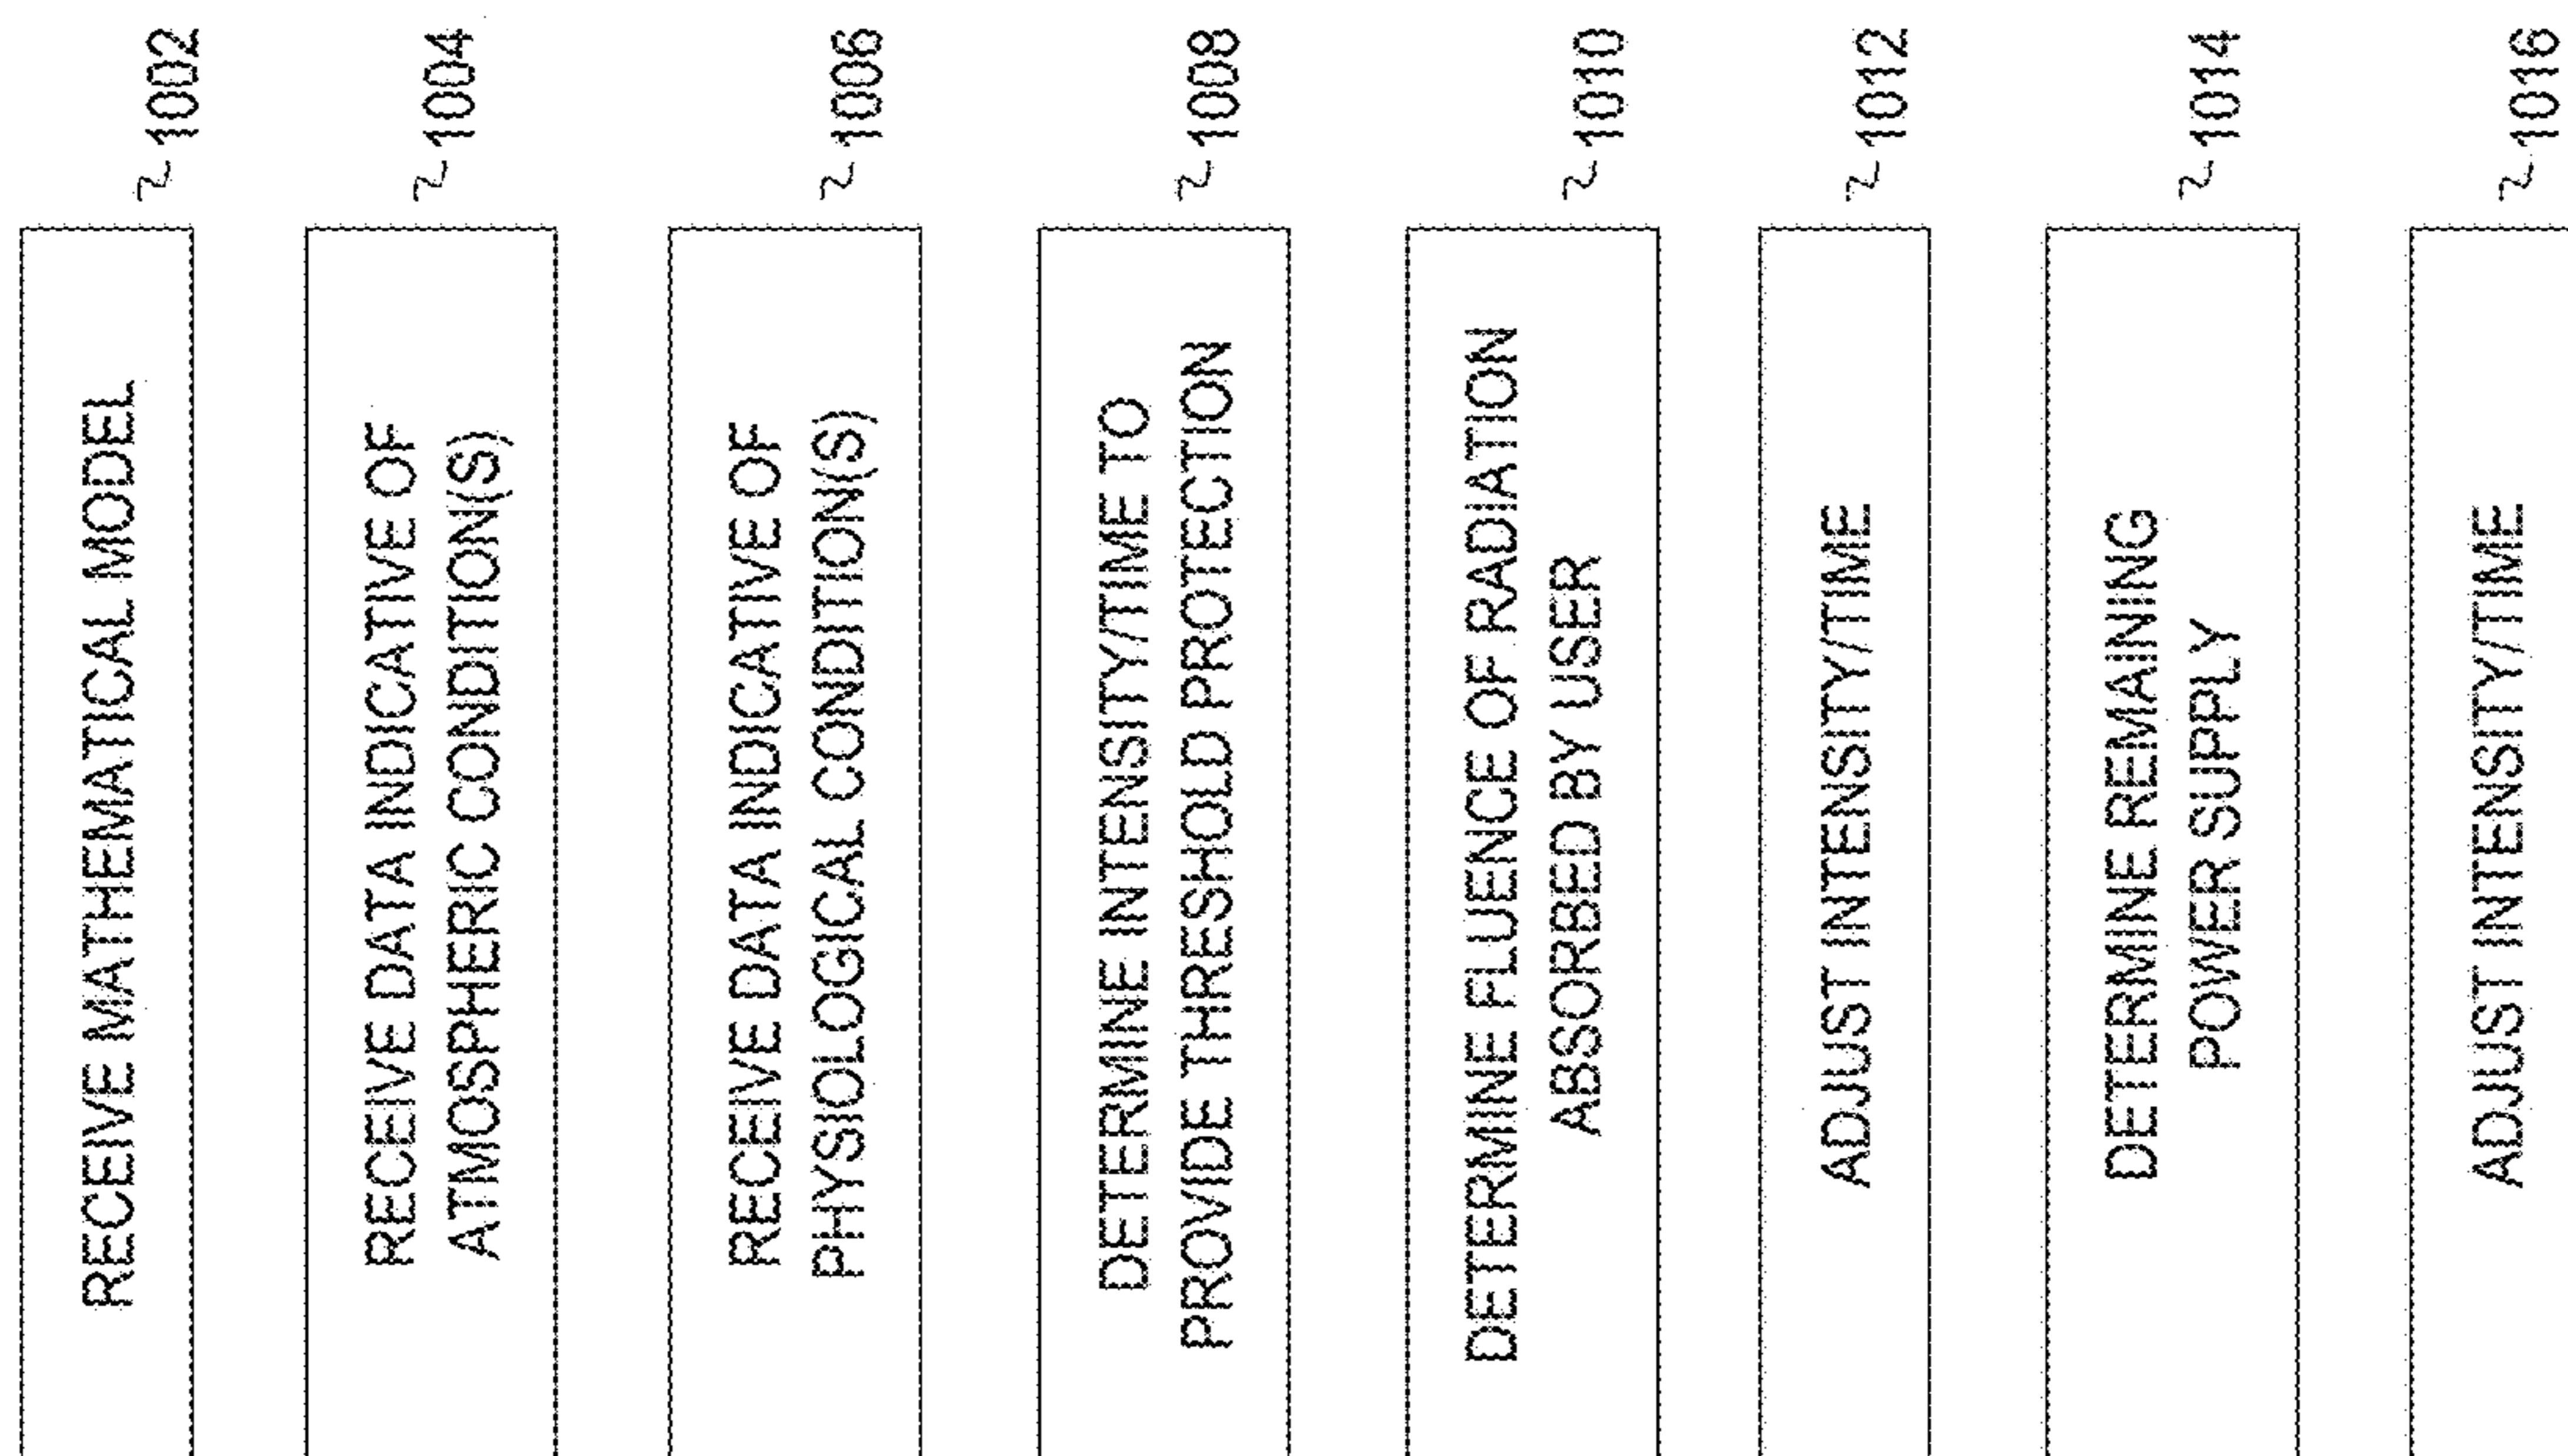 RECEIVE MATHEMATICAL MODEL
1002
RECEIVE DATA INDICATIVE OF
ATMOSPHERIC CONDITION(S)
1004
RECEIVE DATA INDICATIVE OF
PHYSIOLOGICAL CONDITION(S)
1006
DETERMINE INTENSITY/TIME TO
PROVIDE THRESHOLD PROTECTION
1008
DETERMINE FLUENCE OF RADIATION
ABSORBED BY USER
1010
ADJUST INTENSITY/TIME
1012
DETERMINE REMAINING
POWER SUPPLY
1014
ADJUST INTENSITY/TIME
1016